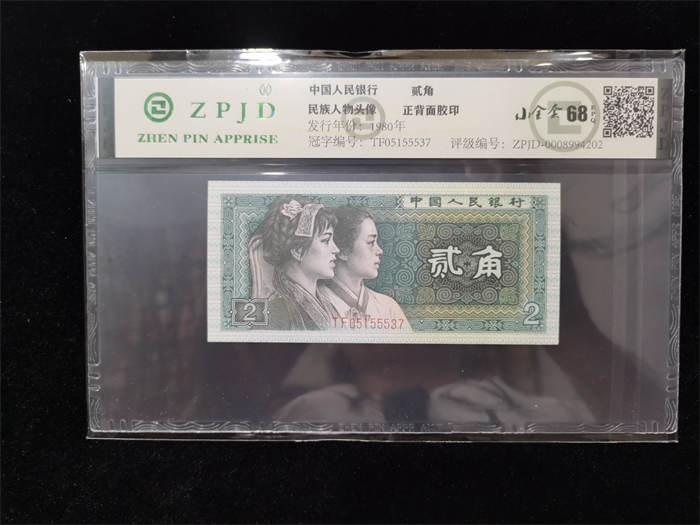 ZPJD
ZHEN PIN APPRISE
中国人民银行 贰角
民族人物头像 正背面胶印
发行年份：1980年
冠字编号：TF05155537 评级编号：ZPJD-0008994202
68
EPQ
中国人民银行
贰角
2
TF05155537
2